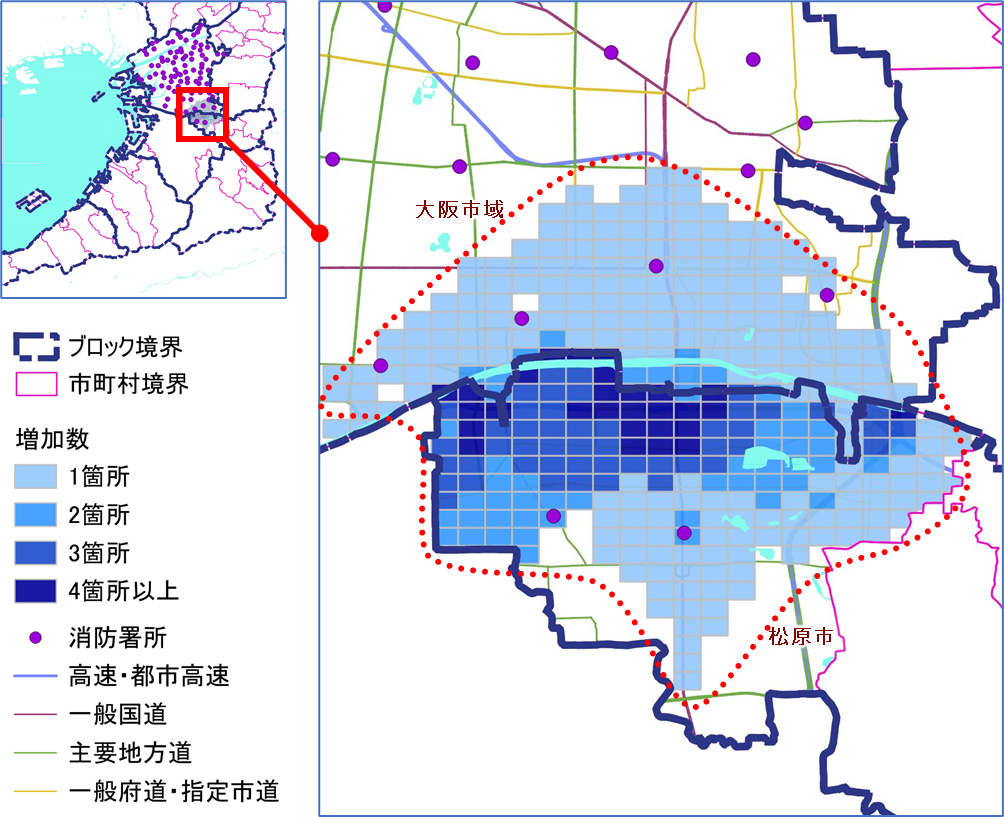 大阪市域
ブロック境界
市町村境界
増加数
1箇所
2箇所
3箇所
4箇所以上
消防署所
高速・都市高速
一般国道
主要地方道
一般府道・指定市道
松原市